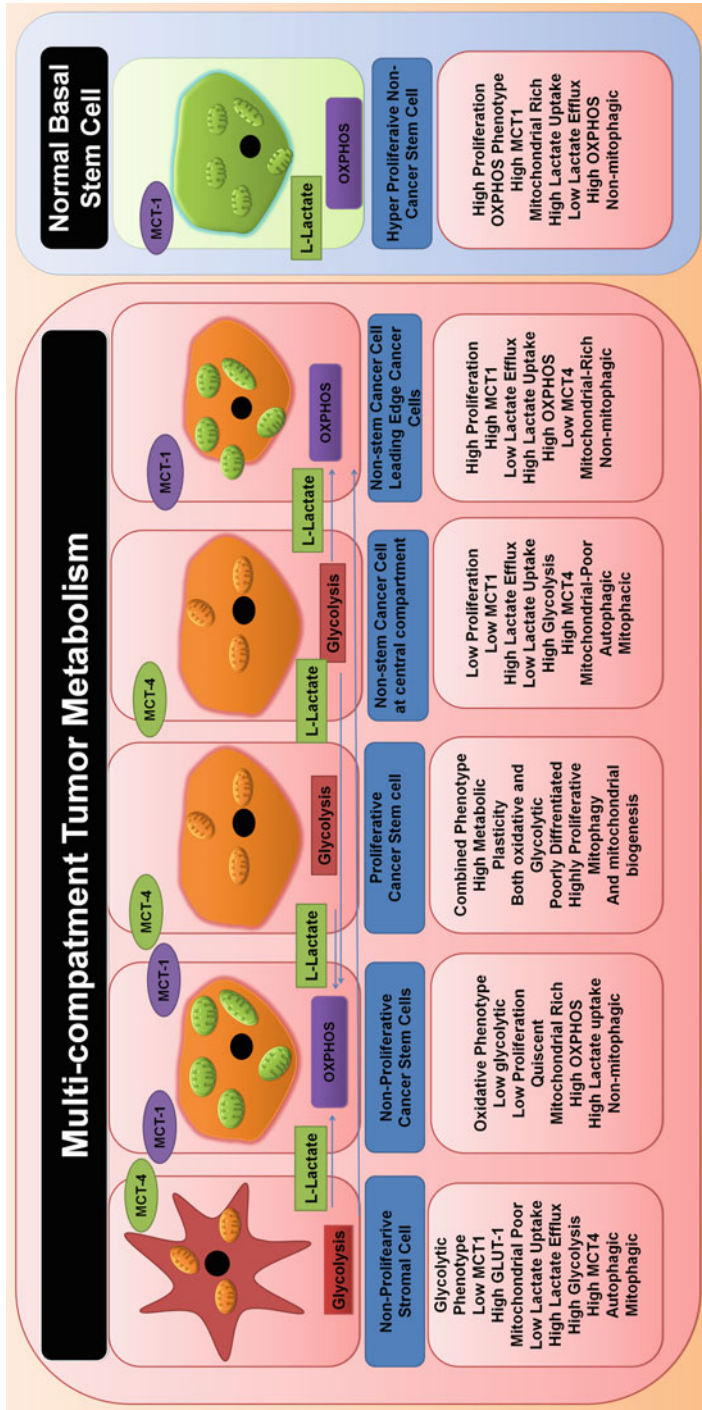 Multi-compatment Tumor Metabolism
MCT-4
Glycolysis
L-Lactate
Non-Prolifearive
Stromal Cell
Glycolytic
Phenotype
Low MCT1
High GLUT-1
Mitochondrial Poor
Low Lactate Uptake
High Lactate Efflux
High Glycolysis
High MCT4
Autophagic
Mitophagic
MCT-1
MCT-1
OXPHOS
L-Lactate
Non-Proliferative
Cancer Stem Cells
Oxidative Phenotype
Low glycolytic
Low Proliferation
Quiscent
Mitochondrial Rich
High OXPHOS
High Lactate uptake
Non-mitophagic
MCT-4
Glycolysis
L-Lactate
Proliferative
Cancer Stem cell
Combined Phenotype
High Metabolic
Plasticity
Both oxidative and
Glycolytic
Poorly Diffrentiated
Highly Proliferative
Mitophagy
And mitochondrial
biogenesis
MCT-4
Glycolysis
L-Lactate
Non-stem Cancer Cell
at central compartment
Low Proliferation
Low MCT1
High Lactate Efflux
Low Lactate Uptake
High Glycolysis
High MCT4
Mitochondrial-Poor
Autophagic
Mitophacic
MCT-1
OXPHOS
Non-stem Cancer Cell
Leading Edge Cancer
Cells
High Proliferation
High MCT1
Low Lactate Efflux
High Lactate Uptake
High OXPHOS
Low MCT4
Mitochondrial-Rich
Non-mitophagic
Normal Basal
Stem Cell
MCT-1
L-Lactate
OXPHOS
Hyper Proliferaive Non-
Cancer Stem Cell
High Proliferation
OXPHOS Phenotype
High MCT1
Mitochondrial Rich
High Lactate Uptake
Low Lactate Efflux
High OXPHOS
Non-mitophagic